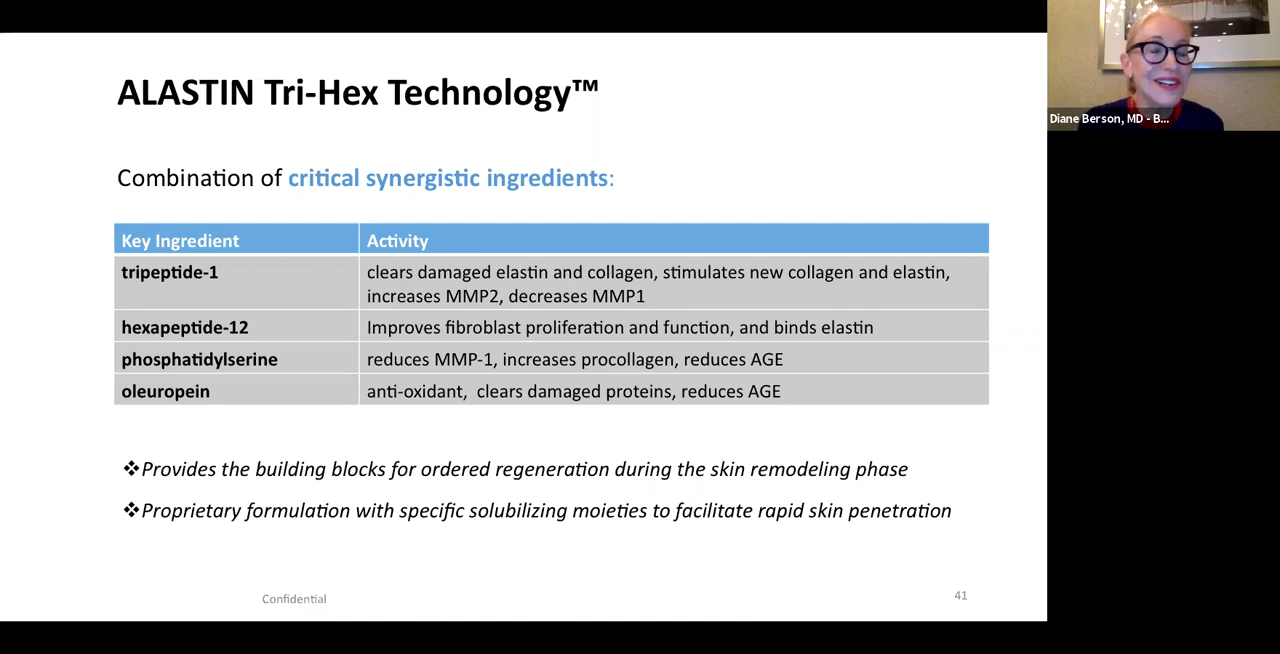 ALASTIN Tri-Hex Technology™
Combination of critical synergistic ingredients:
Key Ingredient Activity
tripeptide-1 clears damaged elastin and collagen, stimulates new collagen and elastin,
increases MMP2, decreases MMP1
hexapeptide-12 Improves fibroblast proliferation and function, and binds elastin
phosphatidylserine reduces MMP-1, increases procollagen, reduces AGE
oleuropein anti-oxidant, clears damaged proteins, reduces AGE
❖Provides the building blocks for ordered regeneration during the skin remodeling phase
❖Proprietary formulation with specific solubilizing moieties to facilitate rapid skin penetration
Confidential
41
Diane Berson, MD - B...